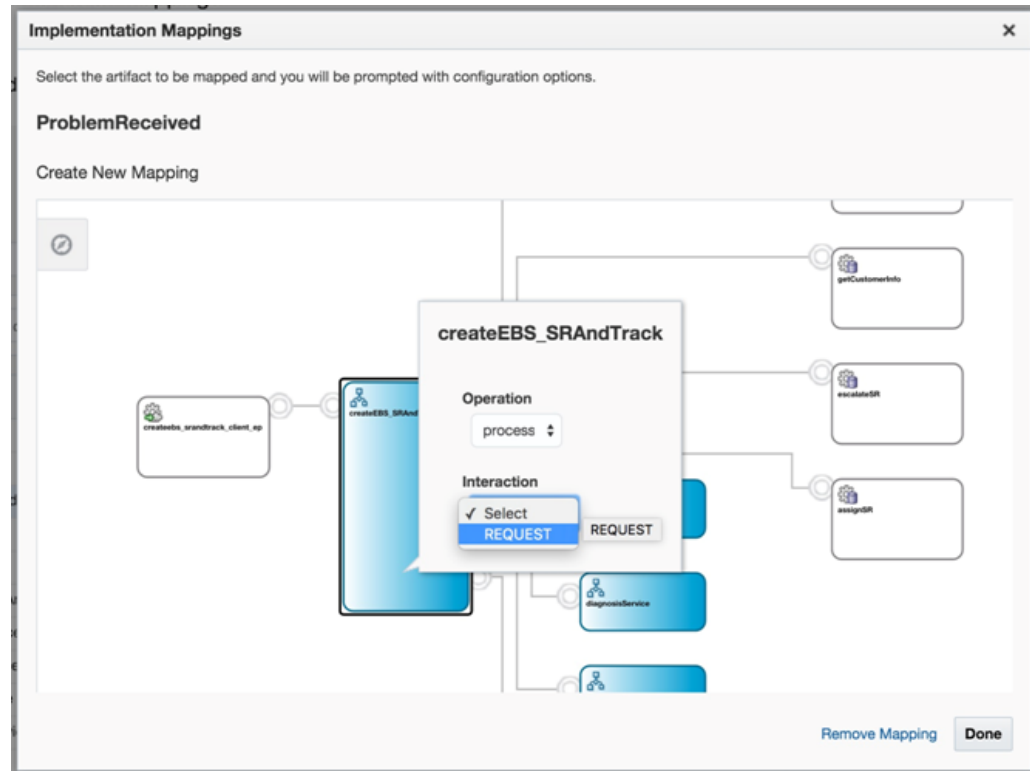 Implementation Mappings
Select the artifact to be mapped and you will be prompted with configuration options.
ProblemReceived
Create New Mapping
getCustomerInfo
createEBS_SRAndTrack
createEBS_SRAnd
Operation
escalateSR
createebs_srandtrack_client_ep
process
Interaction
✓ Select
REQUEST
REQUEST
assignSR
diagnosisService
Remove Mapping
Done